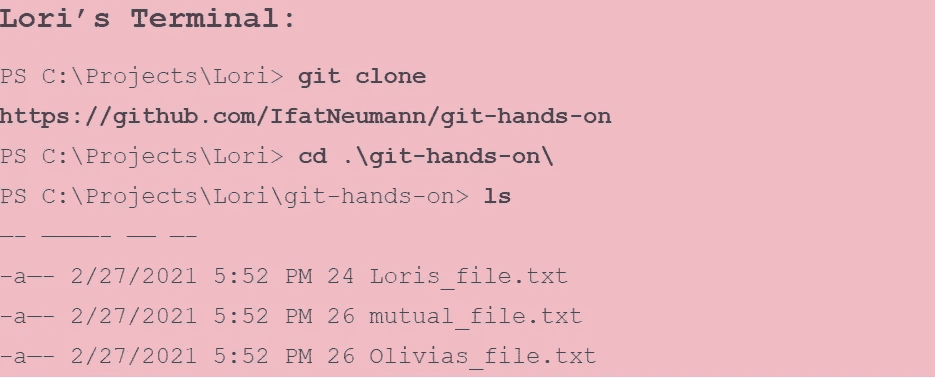 Lori’s Terminal:
PS C:\Projects\Lori> git clone
https://github.com/IfatNeumann/git-hands-on
PS C:\Projects\Lori> cd .\git-hands-on\
PS C:\Projects\Lori\git-hands-on> ls
—- ————- —— —-
-a—- 2/27/2021 5:52 PM 24 Loris_file.txt
-a—- 2/27/2021 5:52 PM 26 mutual_file.txt
-a—- 2/27/2021 5:52 PM 26 Olivias_file.txt